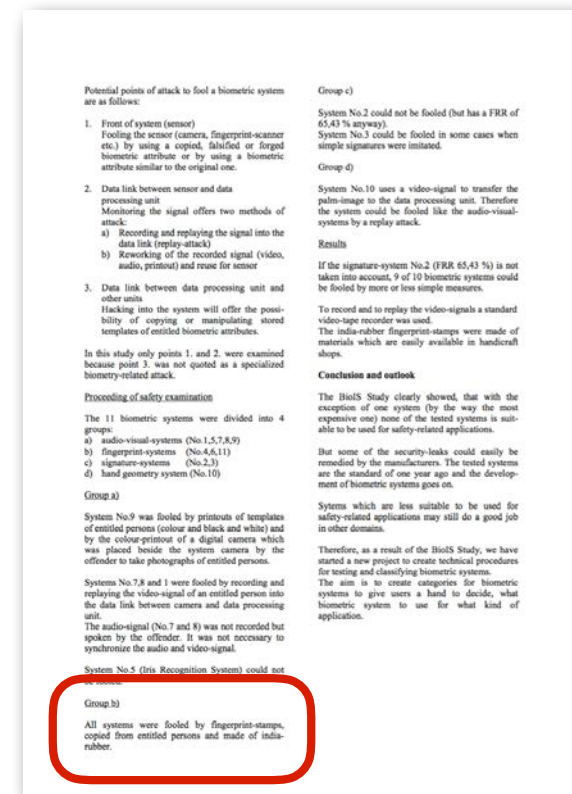 Potential points of attack to fool a biometric system
are as follows:
1. Front of system (sensor)
Fooling the sensor (camera, fingerprint-scanner
etc.) by using a copied, falsified or forged
biometric attribute or by using a biometric
attribute similar to the original one.
2. Data link between sensor and data
processing unit
Monitoring the signal offers two methods of
attack:
a) Recording and replaying the signal into the
data link (replay-attack)
b) Reworking of the recorded signal (video,
audio, printout) and reuse for sensor
3. Data link between data processing unit and
other units
Hacking into the system will offer the possi-
bility of copying or manipulating stored
templates of entitled biometric attributes.
In this study only points 1. and 2. were examined
because point 3. was not quoted as a specialized
biometry-related attack.
Proceeding of safety examination
The 11 biometric systems were divided into 4
groups:
a) audio-visual-systems (No.1,5,7,8,9)
b) fingerprint-systems (No.4,6,11)
c) signature-systems (No.2,3)
d) hand geometry system (No.10)
Group a)
System No.9 was fooled by printouts of templates
of entitled persons (colour and black and white) and
by the colour-printout of a digital camera which
was placed beside the system camera by the
offender to take photographs of entitled persons.
Systems No.7,8 and 1 were fooled by recording and
replaying the video-signal of an entitled person into
the data link between camera and data processing
unit.
The audio-signal (No.7 and 8) was not recorded but
spoken by the offender. It was not necessary to
synchronize the audio and video-signal.
System No.5 (Iris Recognition System) could not
be fooled.
Group b)
All systems were fooled by fingerprint-stamps,
copied from entitled persons and made of india-
rubber.
Group c)
System No.2 could not be fooled (but has a FRR of
65,43 % anyway).
System No.3 could be fooled in some cases when
simple signatures were imitated.
Group d)
System No.10 uses a video-signal to transfer the
palm-image to the data processing unit. Therefore
the system could be fooled like the audio-visual-
systems by a replay attack.
Results
If the signature-system No.2 (FRR 65,43 %) is not
taken into account, 9 of 10 biometric systems could
be fooled by more or less simple measures.
To record and to replay the video-signals a standard
video-tape recorder was used.
The india-rubber fingerprint-stamps were made of
materials which are easily available in handicraft
shops.
Conclusion and outlook
The BioIS Study clearly showed, that with the
exception of one system (by the way the most
expensive one) none of the tested systems is suit-
able to be used for safety-related applications.
But some of the security-leaks could easily be
remedied by the manufacturers. The tested systems
are the standard of one year ago and the develop-
ment of biometric systems goes on.
Sytems which are less suitable to be used for
safety-related applications may still do a good job
in other domains.
Therefore, as a result of the BioIS Study, we have
started a new project to create technical procedures
for testing and classifying biometric systems.
The aim is to create categories for biometric
systems to give users a hand to decide, what
biometric system to use for what kind of
application.